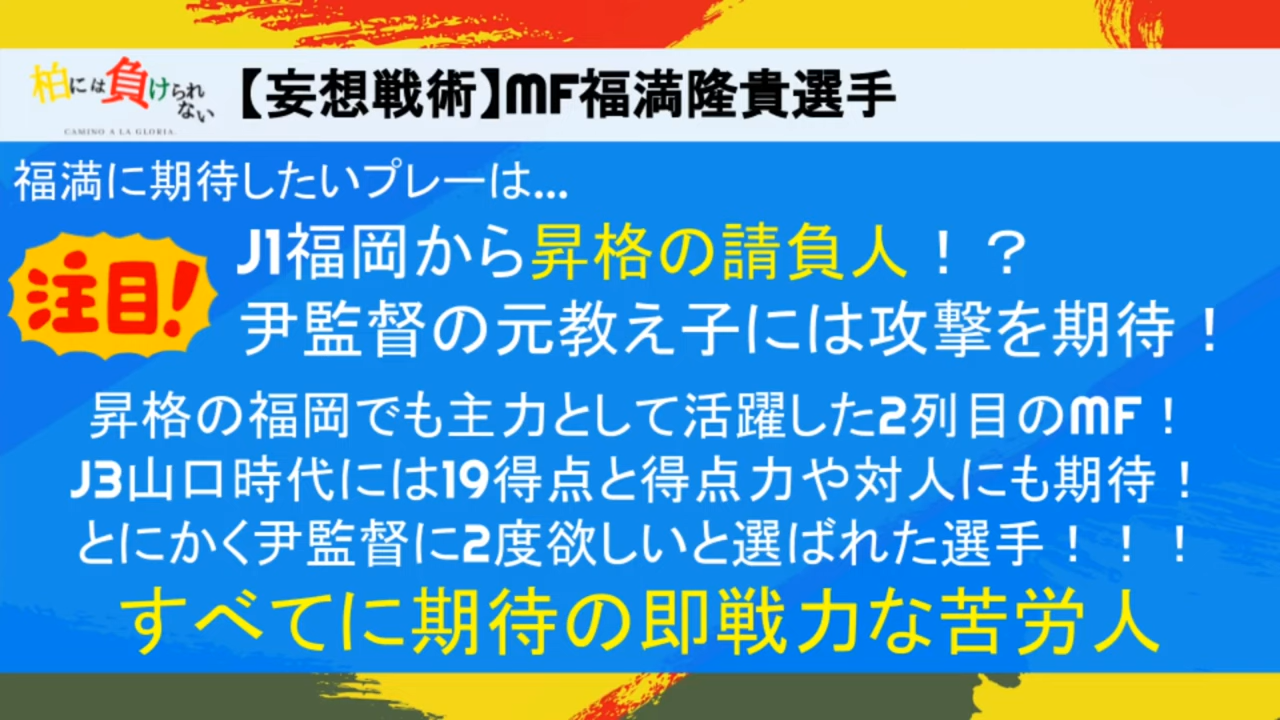 柏には負けられない
CAMINO A LA GLORIA.
【妄想戦術】MF福満隆貴選手
福満に期待したいプレーは...
注目!
J1福岡から昇格の請負人！？
尹監督の元教え子には攻撃を期待！
昇格の福岡でも主力として活躍した2列目のMF！
J3山口時代には19得点と得点力や対人にも期待！
とにかく尹監督に2度欲しいと選ばれた選手！！！
すべてに期待の即戦力な苦労人